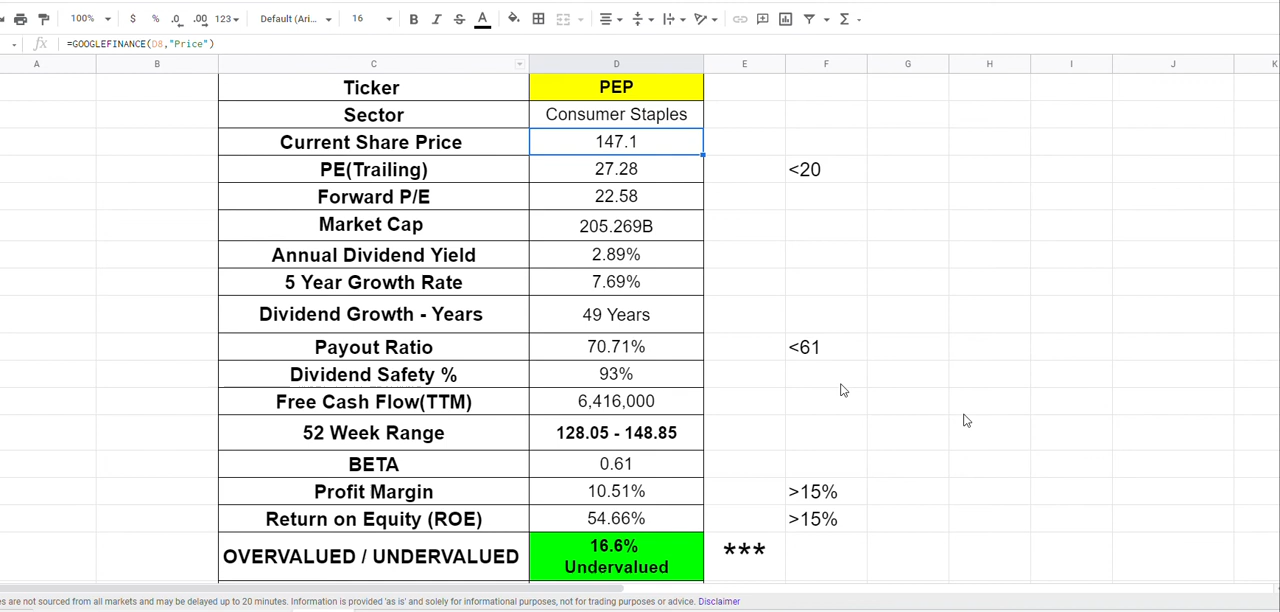 100% $ % .0 .00 123 Default (Ari... 16 B I S A Σ
fx =GOOGLEFINANCE(D8,"Price")
A B C D E F G H I J K
Ticker PEP
Sector Consumer Staples
Current Share Price 147.1
PE(Trailing) 27.28 <20
Forward P/E 22.58
Market Cap 205.269B
Annual Dividend Yield 2.89%
5 Year Growth Rate 7.69%
Dividend Growth - Years 49 Years
Payout Ratio 70.71% <61
Dividend Safety % 93%
Free Cash Flow(TTM) 6,416,000
52 Week Range 128.05 - 148.85
BETA 0.61
Profit Margin 10.51% >15%
Return on Equity (ROE) 54.66% >15%
OVERVALUED / UNDERVALUED 16.6% ***
Undervalued
es are not sourced from all markets and may be delayed up to 20 minutes. Information is provided 'as is' and solely for informational purposes, not for trading purposes or advice. Disclaimer